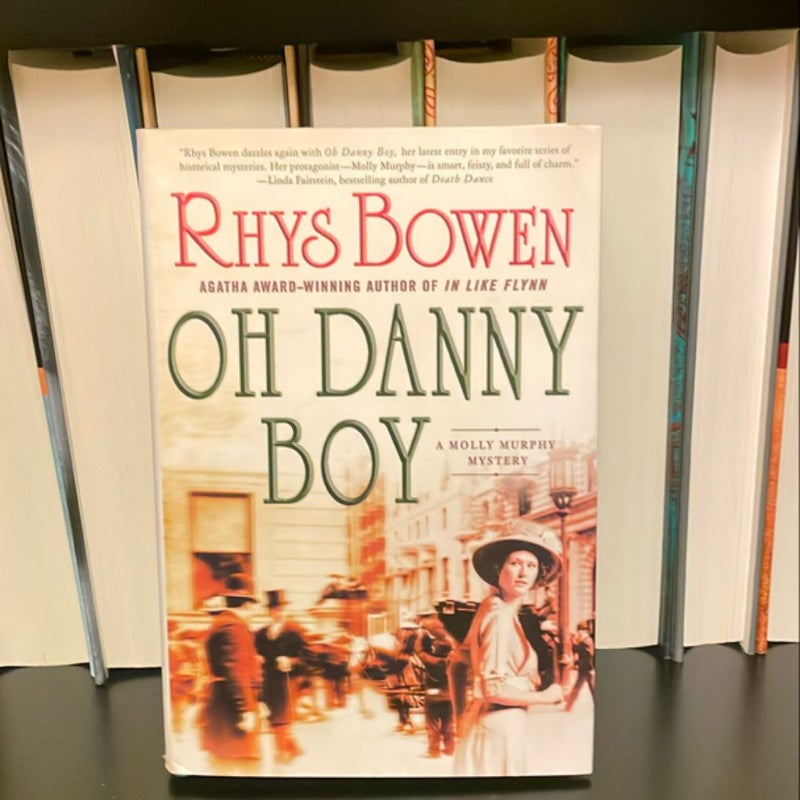 "Rhys Bowen dazzles again with Oh Danny Boy, her latest entry in my favorite series of
historical mysteries. Her protagonist—Molly Murphy—is smart, feisty, and full of charm."
—Linda Fairstein, bestselling author of Death Dance
RHYS BOWEN
AGATHA AWARD–WINNING AUTHOR OF IN LIKE FLYNN
OH DANNY
BOY
A MOLLY MURPHY
MYSTERY